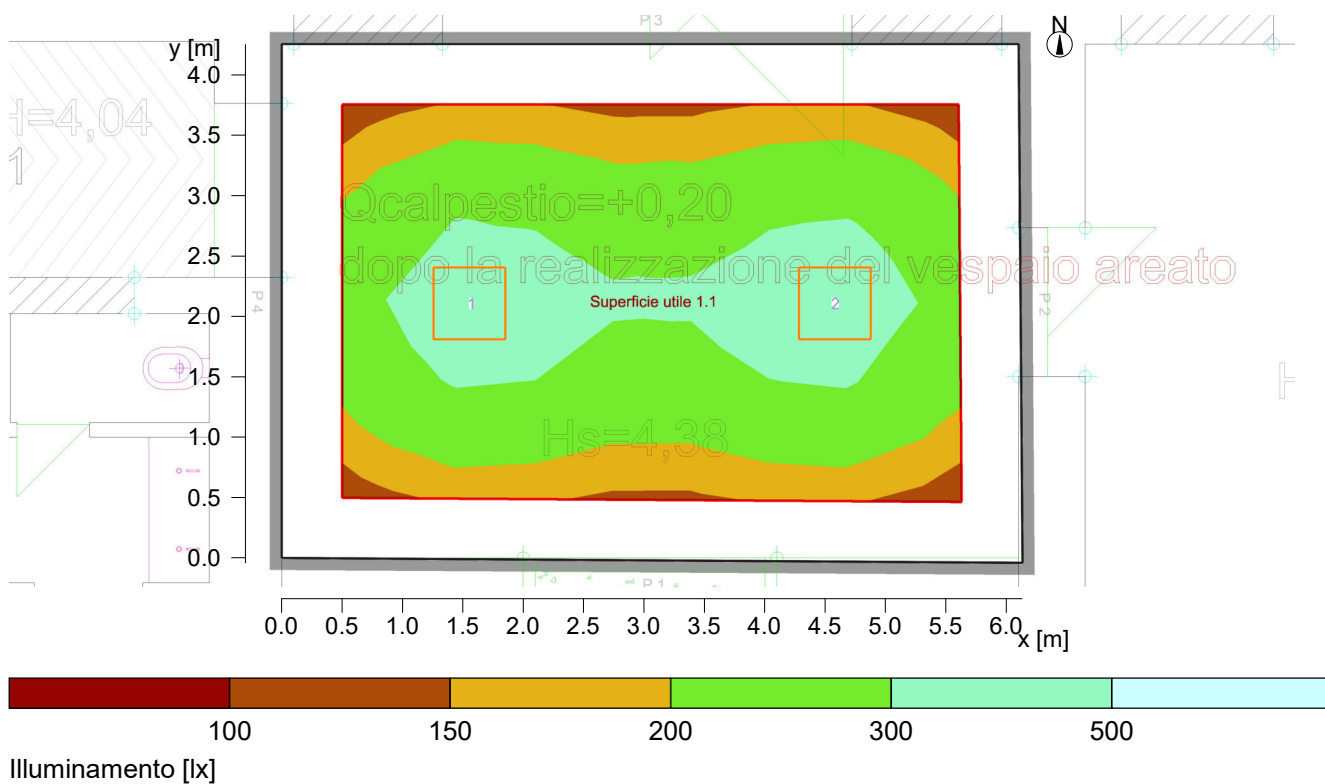 P 3
N
y [m]
4.0
H=4,04
3.5
1
3.0
Qcalpestio=+0,20
2.5
dopo la realizzazione del vespaio areato
P 4
1
Superficie utile 1.1
2
P 2
2.0
1.5
H
1.0
Hs=4,38
0.5
0.0
P 1
0.0 0.5 1.0 1.5 2.0 2.5 3.0 3.5 4.0 4.5 5.0 5.5 6.0
x [m]
100 150 200 300 500
Illuminamento [lx]